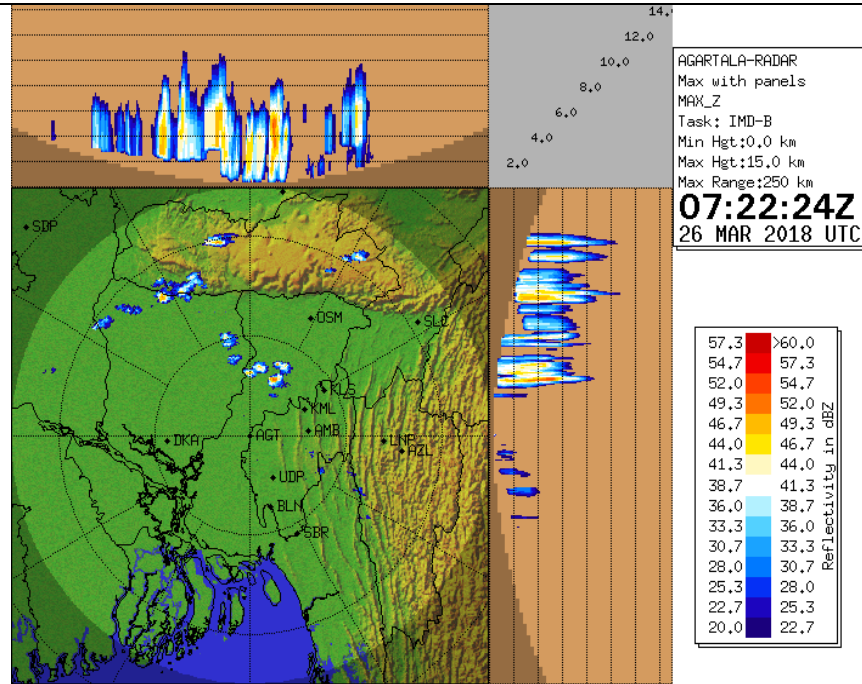 14.
12.0
10.0
8.0
6.0
4.0
2.0
AGARTALA-RADAR
Max with panels
MAX_Z
Task: IMD-B
Min Hgt:0.0 km
Max Hgt:15.0 km
Max Range:250 km
07:22:24Z
26 MAR 2018 UTC
SDP
OSM
SLC
KLS
KML
DKA
AGT
AMB
LNP
AZL
UDP
BLN
SBR
57.3 >60.0
54.7 57.3
52.0 54.7
49.3 52.0
46.7 49.3
44.0 46.7
41.3 44.0
38.7 41.3
36.0 38.7
33.3 36.0
30.7 33.3
28.0 30.7
25.3 28.0
22.7 25.3
20.0 22.7
Reflectivity in dBZ